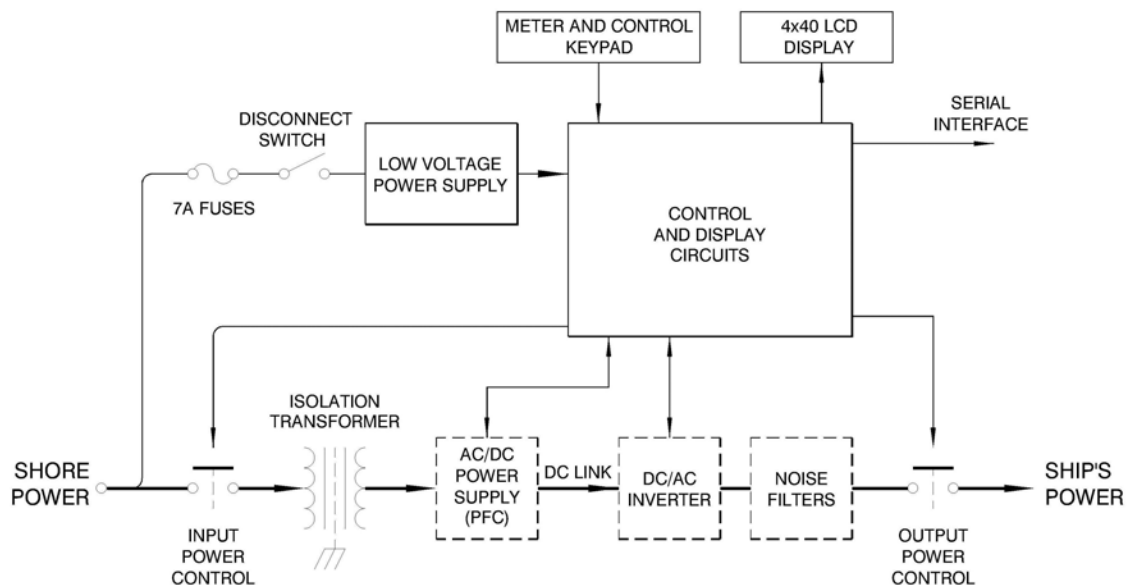 METER AND CONTROL
KEYPAD
4x40 LCD
DISPLAY
SERIAL
INTERFACE
DISCONNECT
SWITCH
7A FUSES
LOW VOLTAGE
POWER SUPPLY
CONTROL
AND DISPLAY
CIRCUITS
ISOLATION
TRANSFORMER
SHORE
POWER
INPUT
POWER
CONTROL
AC/DC
POWER
SUPPLY
(PFC)
DC LINK
DC/AC
INVERTER
NOISE
FILTERS
OUTPUT
POWER
CONTROL
SHIP'S
POWER